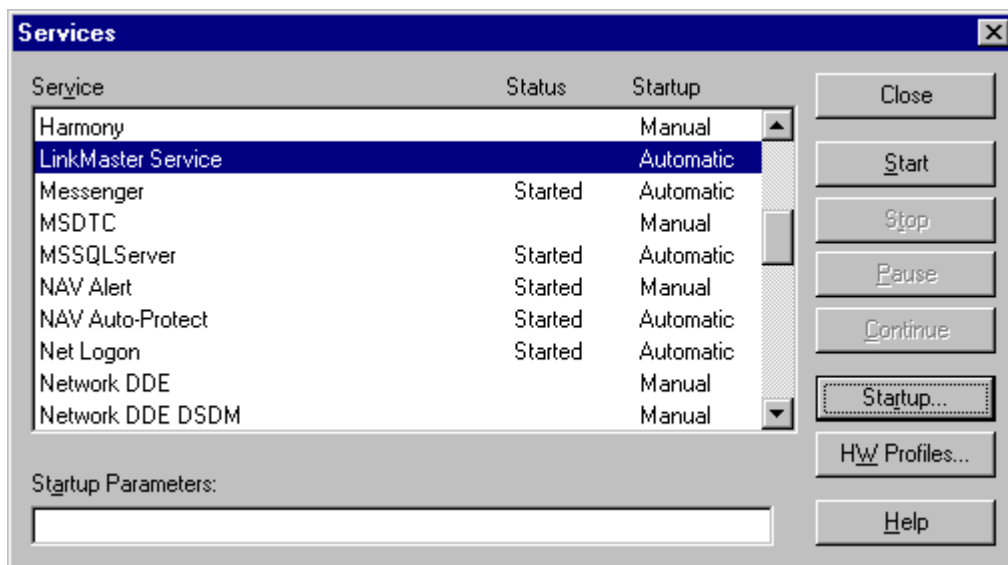 Services
Service Status Startup
Harmony Manual
LinkMaster Service Automatic
Messenger Started Automatic
MSDTC Manual
MSSQLServer Started Automatic
NAV Alert Started Manual
NAV Auto-Protect Started Automatic
Net Logon Started Automatic
Network DDE Manual
Network DDE DSDM Manual
Startup Parameters:
Close
Start
Stop
Pause
Continue
Startup...
HW Profiles...
Help